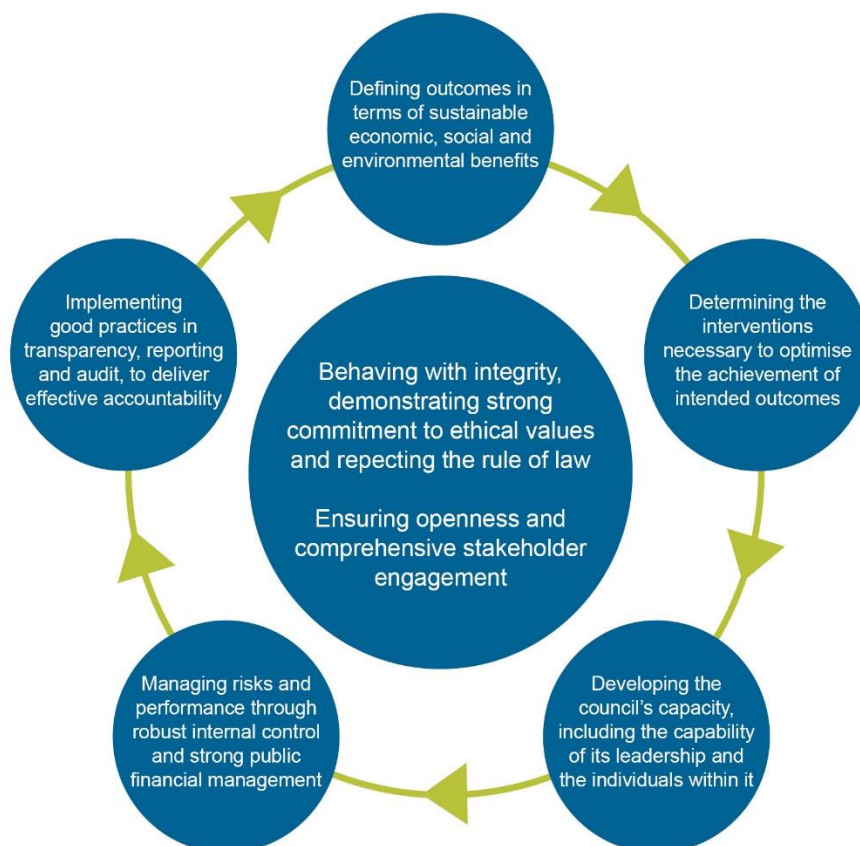 Defining outcomes in
terms of sustainable
economic, social and
environmental benefits
Determining the
interventions
necessary to optimise
the achievement of
intended outcomes
Developing the
council's capacity,
including the capability
of its leadership and
the individuals within it
Managing risks and
performance through
robust internal control
and strong public
financial management
Implementing
good practices in
transparency, reporting
and audit, to deliver
effective accountability
Behaving with integrity,
demonstrating strong
commitment to ethical values
and repecting the rule of law
Ensuring openness and
comprehensive stakeholder
engagement